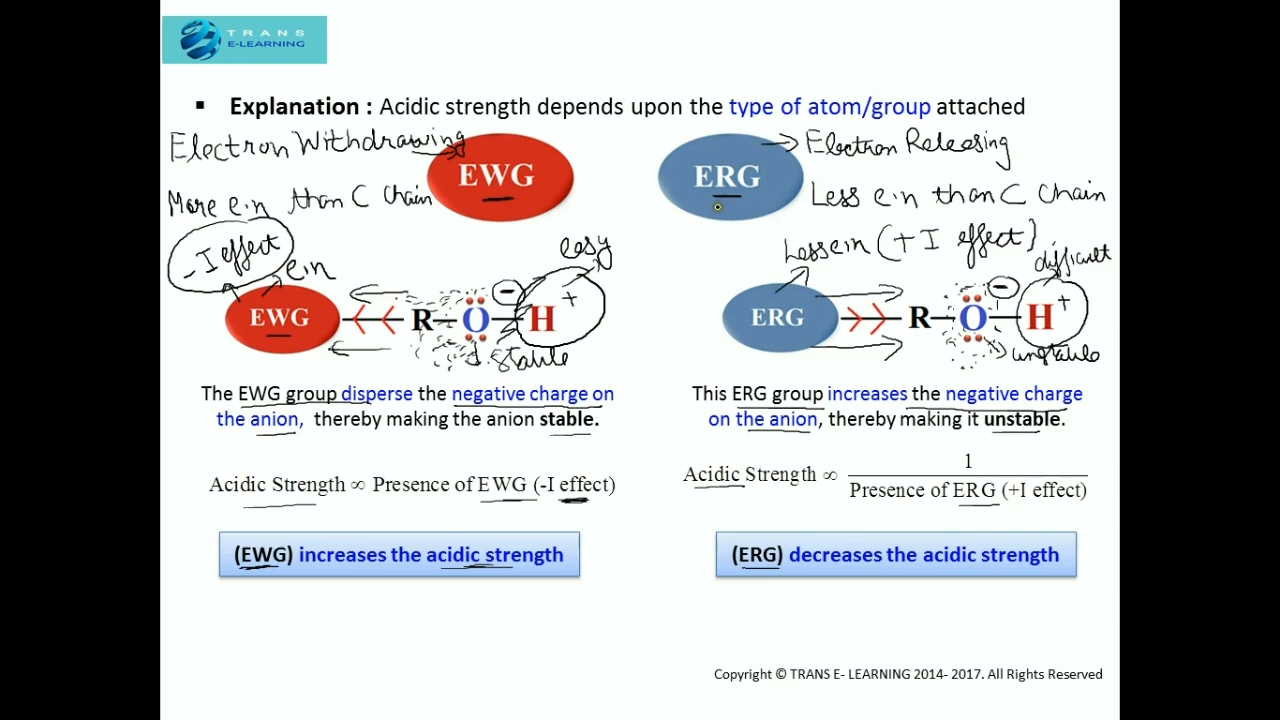 TRANS
E-LEARNING
▪ Explanation : Acidic strength depends upon the type of atom/group attached
Electron Withdrawing
EWG
ERG
Electron Releasing
More e.n than C Chain
Less e.n than C Chain
-I effect
e.n
easy
Less e.n (+I effect)
difficult
EWG R O − H +
ERG R O − H +
stable
unstable
The EWG group disperse the negative charge on
the anion, thereby making the anion stable.
This ERG group increases the negative charge
on the anion, thereby making it unstable.
Acidic Strength ∞ Presence of EWG (-I effect)
Acidic Strength ∞ 1
Presence of ERG (+I effect)
(EWG) increases the acidic strength
(ERG) decreases the acidic strength
Copyright © TRANS E- LEARNING 2014- 2017. All Rights Reserved